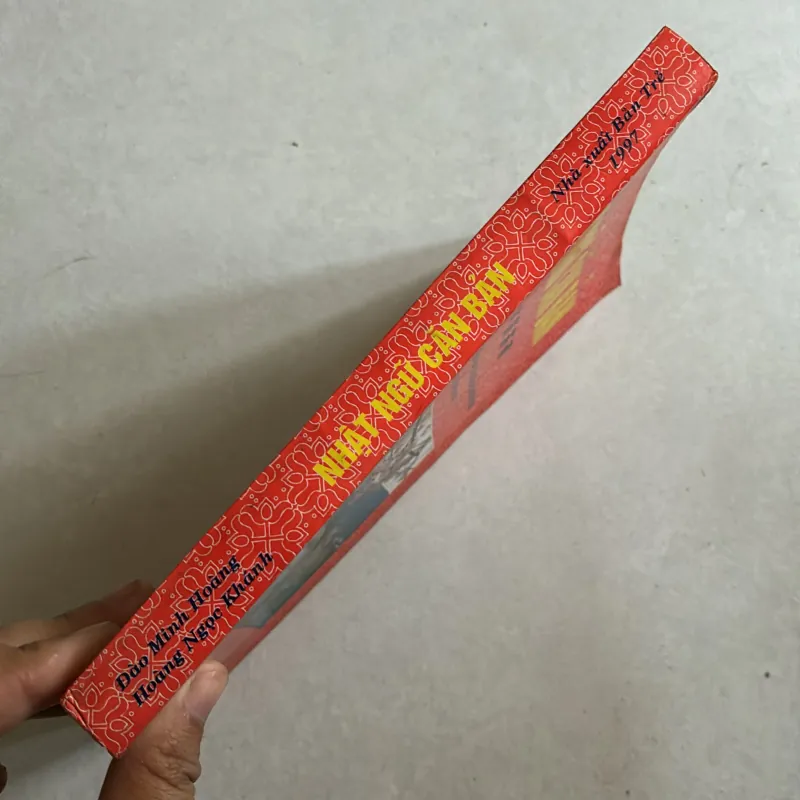 Đào Minh Hoàng
Hoàng Ngọc Khánh
NHẬT NGỮ CĂN BẢN
Nhà xuất Bản Trẻ
1997